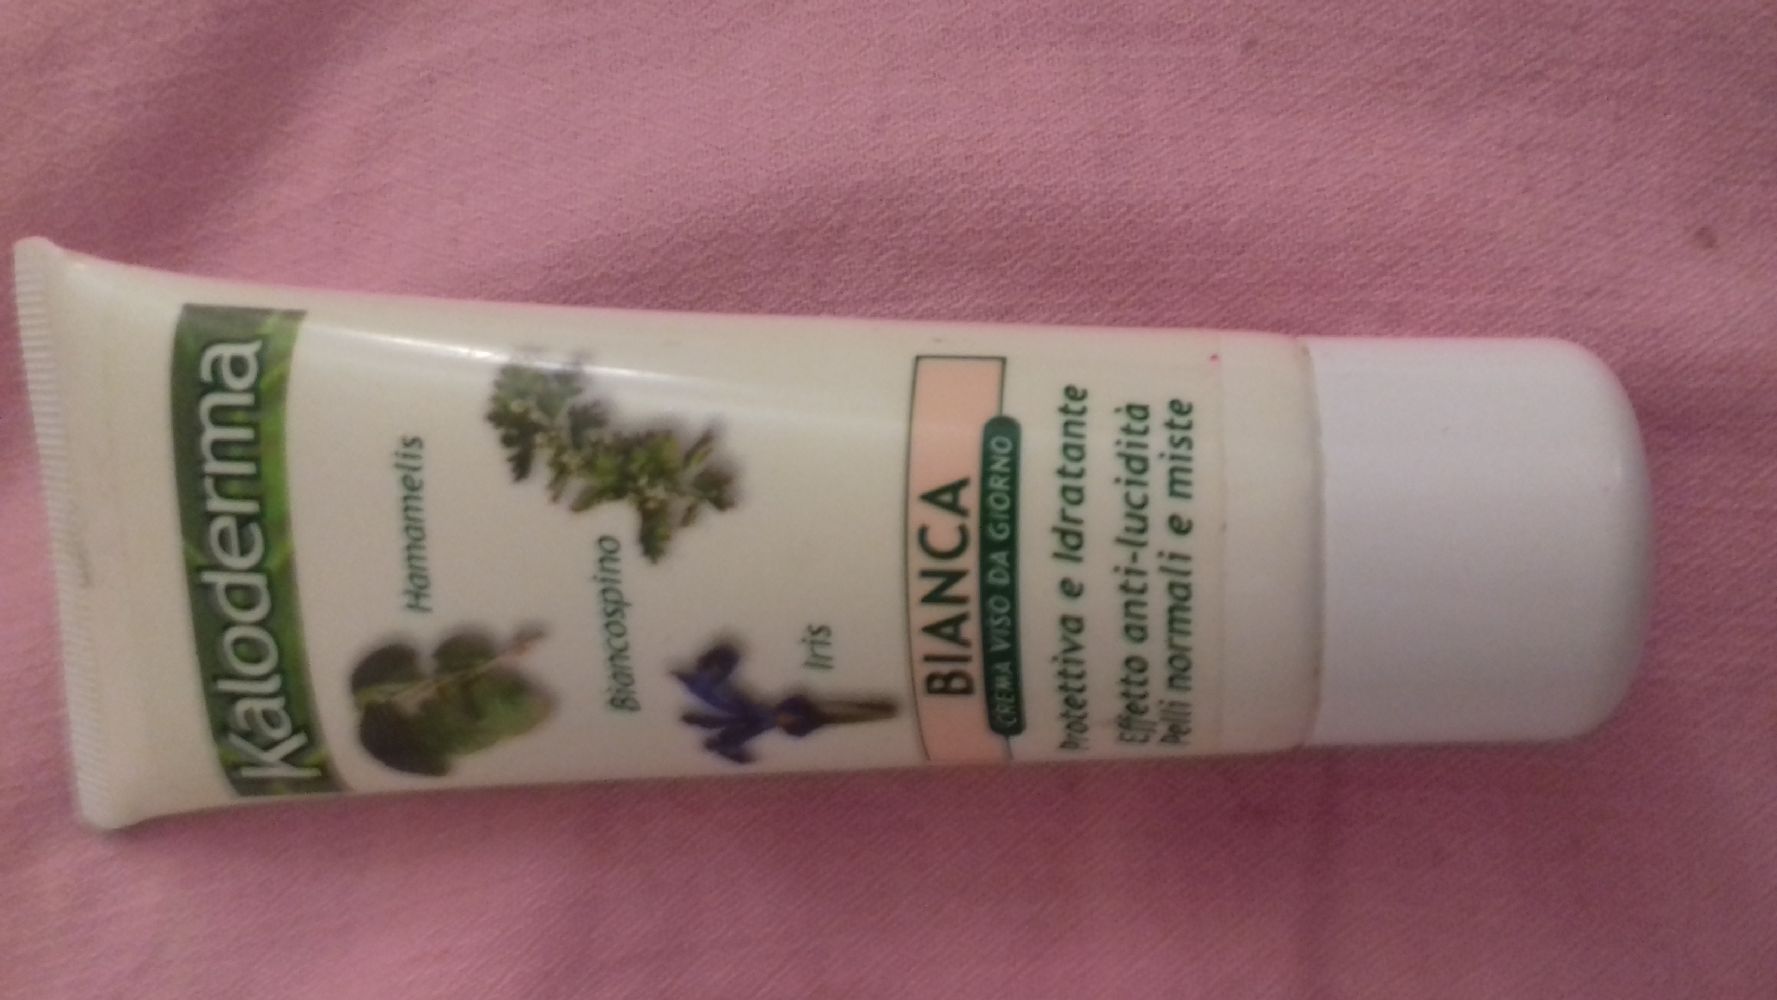 Kaloderma
Hamamelis
Biancospino
Iris
BIANCA
CREMA VISO DA GIORNO
Protettiva e Idratante
Effetto anti-lucidità
Pelli normali e miste